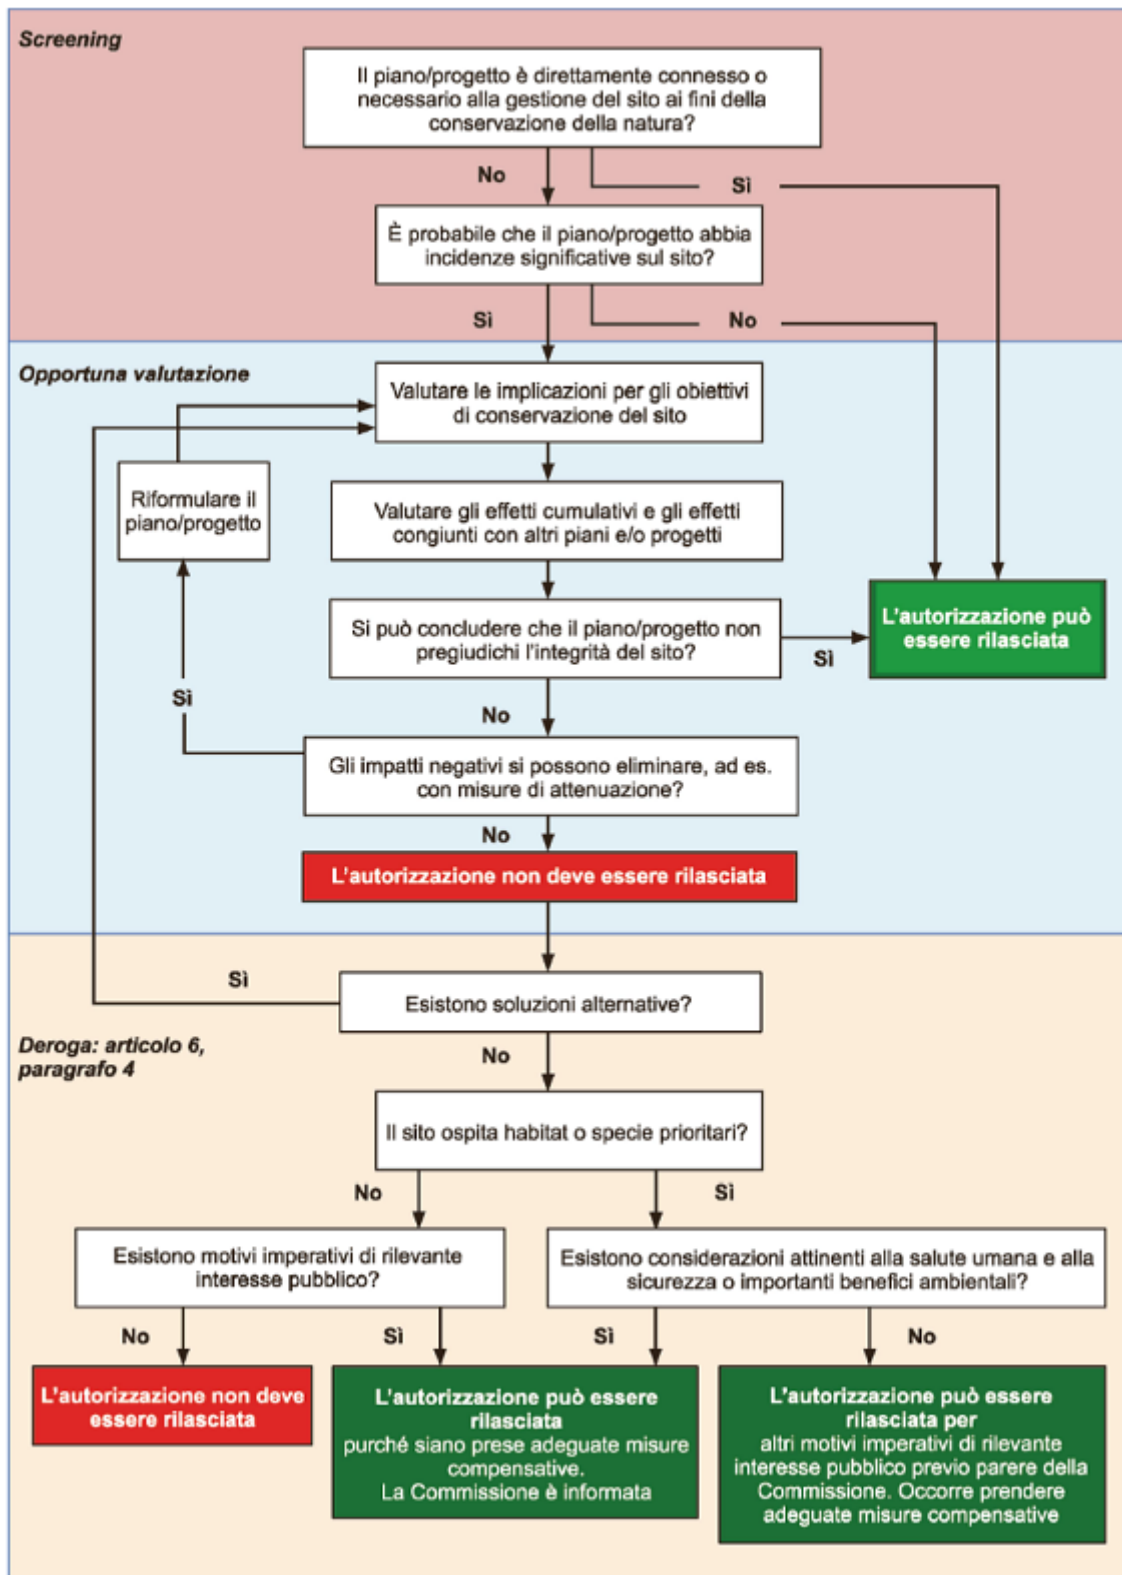 Screening
Il piano/progetto è direttamente connesso o
necessario alla gestione del sito ai fini della
conservazione della natura?
No
Sì
È probabile che il piano/progetto abbia
incidenze significative sul sito?
Sì
No
Opportuna valutazione
Valutare le implicazioni per gli obiettivi
di conservazione del sito
Riformulare il
piano/progetto
Valutare gli effetti cumulativi e gli effetti
congiunti con altri piani e/o progetti
Si può concludere che il piano/progetto non
pregiudichi l'integrità del sito?
Sì
L'autorizzazione può
essere rilasciata
Sì
No
Gli impatti negativi si possono eliminare, ad es.
con misure di attenuazione?
No
L'autorizzazione non deve essere rilasciata
Sì
Esistono soluzioni alternative?
Deroga: articolo 6,
paragrafo 4
No
Il sito ospita habitat o specie prioritari?
No
Sì
Esistono motivi imperativi di rilevante
interesse pubblico?
Esistono considerazioni attinenti alla salute umana e alla
sicurezza o importanti benefici ambientali?
No
Sì
Sì
No
L'autorizzazione non deve
essere rilasciata
L'autorizzazione può essere
rilasciata
purché siano prese adeguate misure
compensative.
La Commissione è informata
L'autorizzazione può essere
rilasciata per
altri motivi imperativi di rilevante
interesse pubblico previo parere della
Commissione. Occorre prendere
adeguate misure compensative